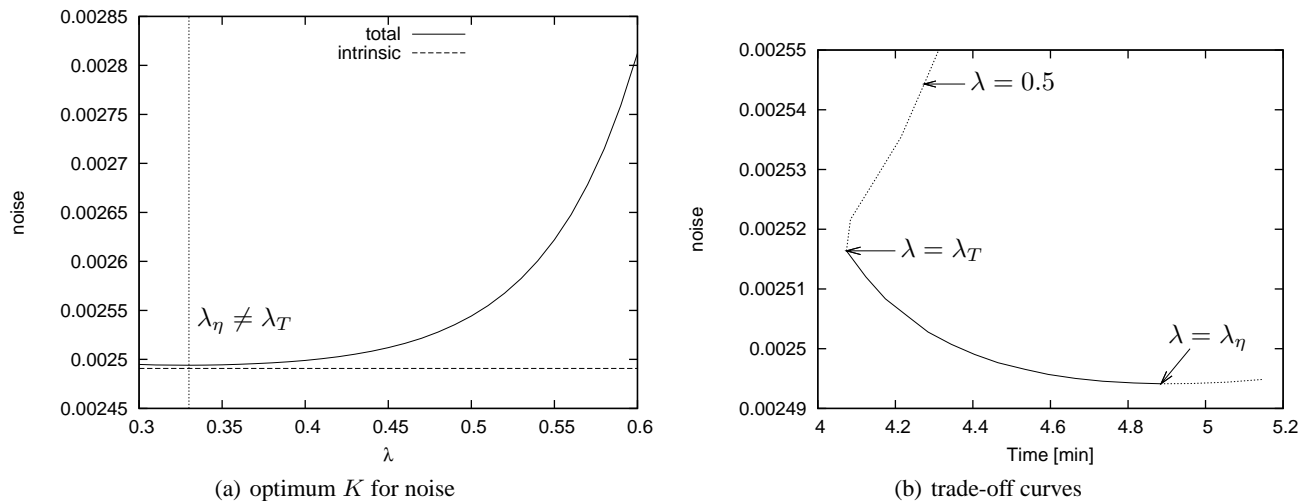 0.00285
0.0028
0.00275
0.0027
0.00265
0.0026
0.00255
0.0025
0.00245
noise
total
intrinsic
λη ≠ λT
0.3 0.35 0.4 0.45 0.5 0.55 0.6
λ
(a) optimum K for noise
0.00255
0.00254
0.00253
0.00252
0.00251
0.0025
0.00249
noise
λ = 0.5
λ = λT
λ = λη
4 4.2 4.4 4.6 4.8 5 5.2
Time [min]
(b) trade-off curves